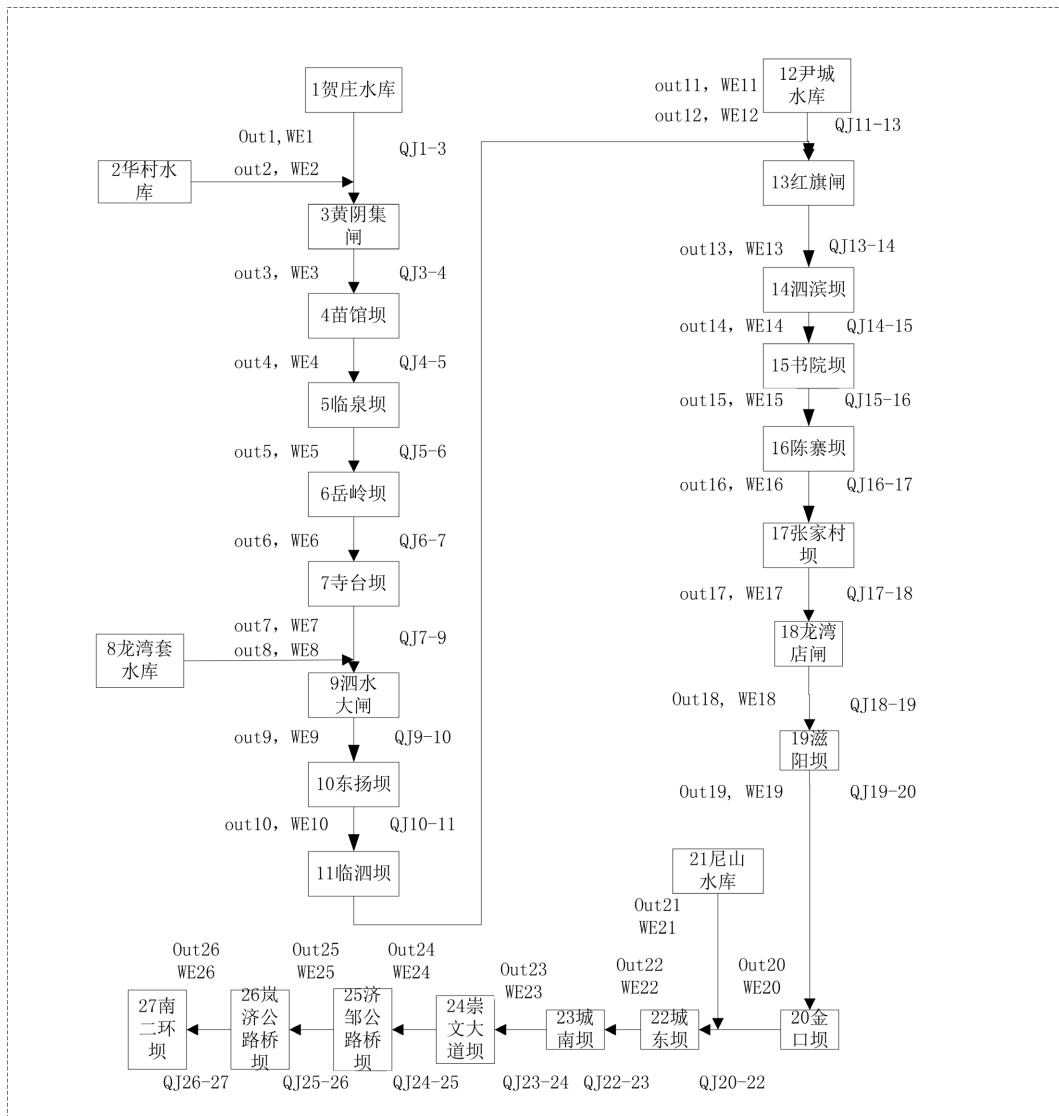 1贺庄水库
Out1,WE1
QJ1-3
2华村水
库
out2, WE2
3黄阴集
闸
out3, WE3
QJ3-4
4苗馆坝
out4, WE4
QJ4-5
5临泉坝
out5, WE5
QJ5-6
6岳岭坝
out6, WE6
QJ6-7
7寺台坝
out7, WE7
QJ7-9
8龙湾套
水库
out8, WE8
9泗水
大闸
out9, WE9
QJ9-10
10东扬坝
out10, WE10
QJ10-11
11临泗坝
out11, WE11
12尹城
水库
out12, WE12
QJ11-13
13红旗闸
out13, WE13
QJ13-14
14泗滨坝
out14, WE14
QJ14-15
15书院坝
out15, WE15
QJ15-16
16陈寨坝
out16, WE16
QJ16-17
17张家村
坝
out17, WE17
QJ17-18
18龙湾
店闸
Out18, WE18
QJ18-19
19滋
阳坝
Out19, WE19
QJ19-20
21尼山
水库
Out21
WE21
Out20
WE20
20金
口坝
QJ20-22
Out22
WE22
22城
东坝
QJ22-23
Out23
WE23
23城
南坝
QJ23-24
Out24
WE24
24崇
文大
道坝
QJ24-25
Out25
WE25
25济
邹公
路桥
坝
QJ25-26
Out26
WE26
26岚
济公
路桥
坝
QJ26-27
27南
二环
坝